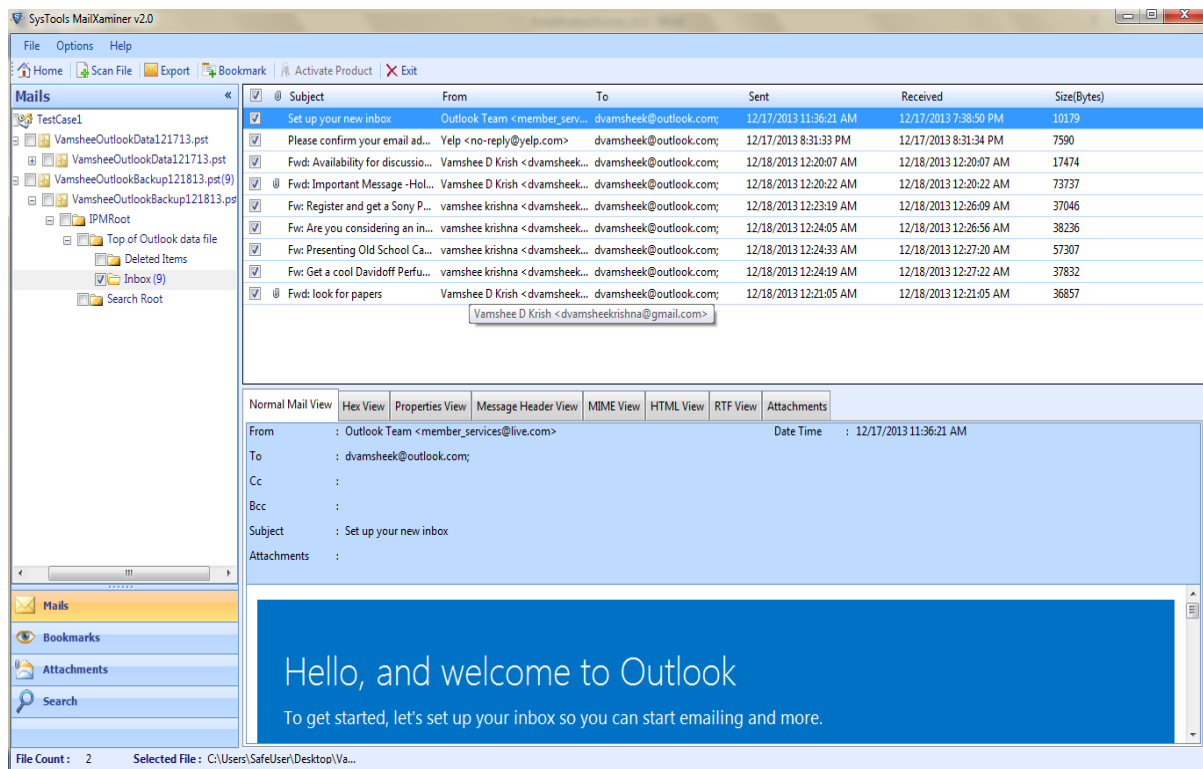 SysTools MailXaminer v2.0
File Options Help
Home Scan File Export Bookmark Activate Product Exit
Mails «
TestCase1
VamsheeOutlookData121713.pst
VamsheeOutlookData121713.pst
VamsheeOutlookBackup121813.pst(9)
VamsheeOutlookBackup121813.ps
IPMRoot
Top of Outlook data file
Deleted Items
Inbox (9)
Search Root
Mails
Bookmarks
Attachments
Search
Subject From To Sent Received Size(Bytes)
Set up your new inbox Outlook Team <member_serv... dvamsheek@outlook.com; 12/17/2013 11:36:21 AM 12/17/2013 7:38:50 PM 10179
Please confirm your email ad... Yelp <no-reply@yelp.com> dvamsheek@outlook.com; 12/17/2013 8:31:33 PM 12/17/2013 8:31:34 PM 7590
Fwd: Availability for discussio... Vamshee D Krish <dvamsheek... dvamsheek@outlook.com; 12/18/2013 12:20:07 AM 12/18/2013 12:20:07 AM 17474
Fwd: Important Message -Hol... Vamshee D Krish <dvamsheek... dvamsheek@outlook.com; 12/18/2013 12:20:22 AM 12/18/2013 12:20:22 AM 73737
Fw: Register and get a Sony P... vamshee krishna <dvamsheek... dvamsheek@outlook.com; 12/18/2013 12:23:19 AM 12/18/2013 12:26:09 AM 37046
Fw: Are you considering an in... vamshee krishna <dvamsheek... dvamsheek@outlook.com; 12/18/2013 12:24:05 AM 12/18/2013 12:26:56 AM 38236
Fw: Presenting Old School Ca... vamshee krishna <dvamsheek... dvamsheek@outlook.com; 12/18/2013 12:24:33 AM 12/18/2013 12:27:20 AM 57307
Fw: Get a cool Davidoff Perfu... vamshee krishna <dvamsheek... dvamsheek@outlook.com; 12/18/2013 12:24:19 AM 12/18/2013 12:27:22 AM 37832
Fwd: look for papers Vamshee D Krish <dvamsheek... dvamsheek@outlook.com; 12/18/2013 12:21:05 AM 12/18/2013 12:21:05 AM 36857
Vamshee D Krish <dvamsheekrishna@gmail.com>
Normal Mail View Hex View Properties View Message Header View MIME View HTML View RTF View Attachments
From : Outlook Team <member_services@live.com> Date Time : 12/17/2013 11:36:21 AM
To : dvamsheek@outlook.com;
Cc :
Bcc :
Subject : Set up your new inbox
Attachments :
Hello, and welcome to Outlook
To get started, let's set up your inbox so you can start emailing and more.
File Count : 2 Selected File : C:\Users\SafeUser\Desktop\Va...